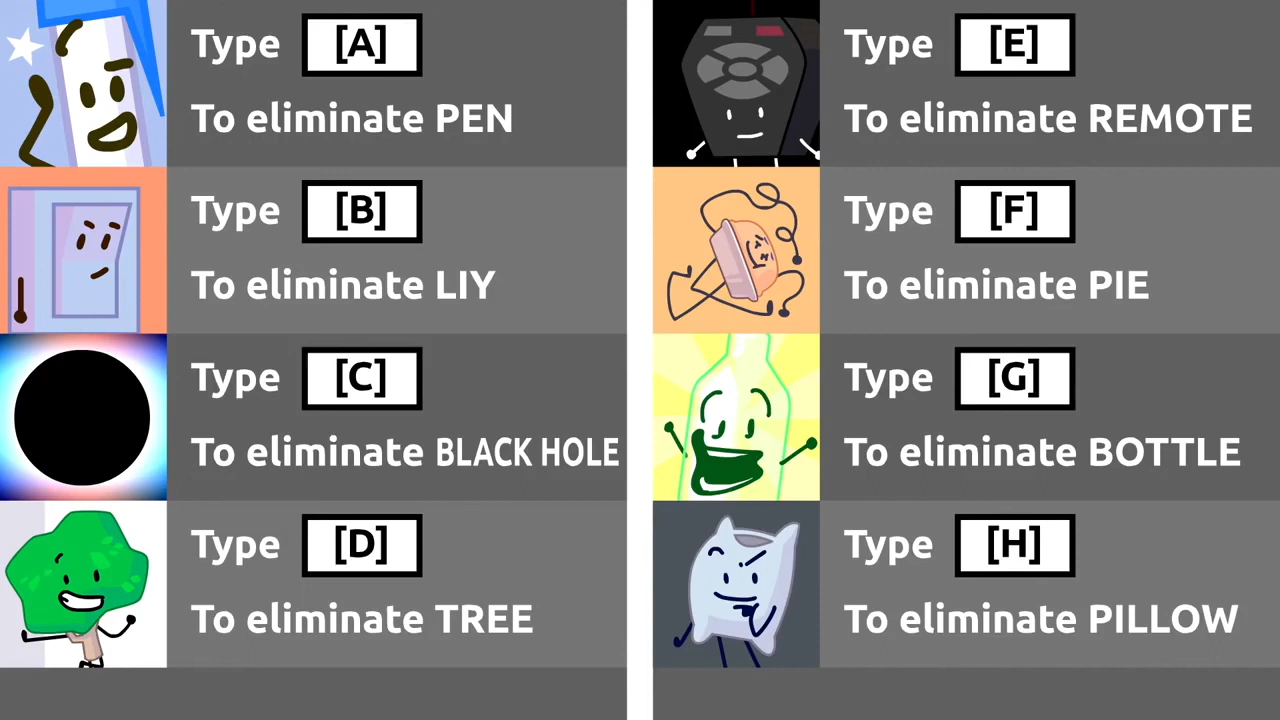 Type [A]
To eliminate PEN
Type [B]
To eliminate LIY
Type [C]
To eliminate BLACK HOLE
Type [D]
To eliminate TREE
Type [E]
To eliminate REMOTE
Type [F]
To eliminate PIE
Type [G]
To eliminate BOTTLE
Type [H]
To eliminate PILLOW